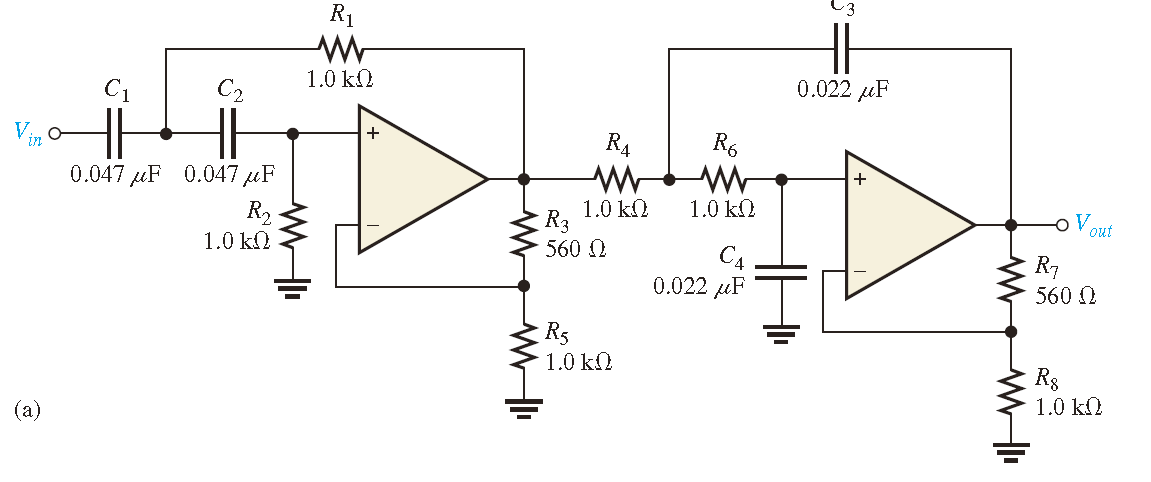 R1
1.0 kΩ
C3
0.022 μF
C1
0.047 μF
C2
0.047 μF
Vin
+
−
R2
1.0 kΩ
R3
560 Ω
R5
1.0 kΩ
R4
1.0 kΩ
R6
1.0 kΩ
C4
0.022 μF
+
−
Vout
R7
560 Ω
R8
1.0 kΩ
(a)